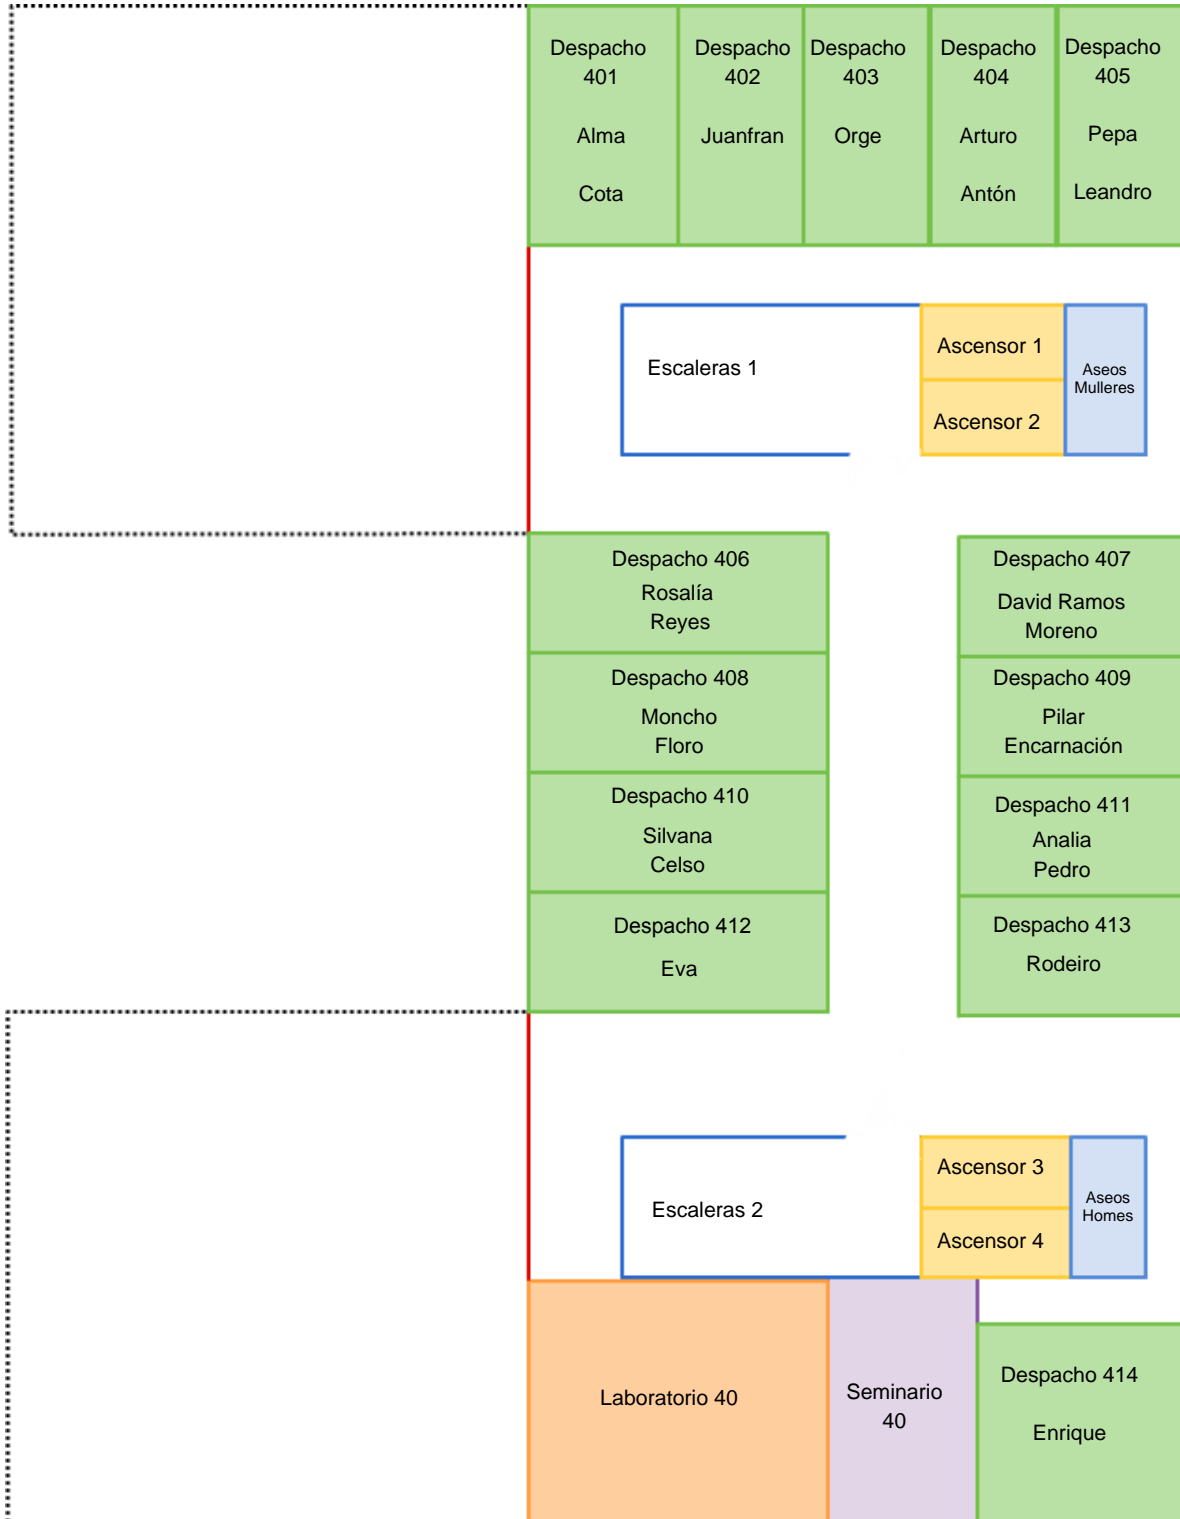 Despacho
401
Alma
Cota
Despacho
402
Juanfran
Despacho
403
Orge
Despacho
404
Arturo
Antón
Despacho
405
Pepa
Leandro
Escaleras 1
Ascensor 1
Ascensor 2
Aseos
Mulleres
Despacho 406
Rosalía
Reyes
Despacho 407
David Ramos
Moreno
Despacho 408
Moncho
Floro
Despacho 409
Pilar
Encarnación
Despacho 410
Silvana
Celso
Despacho 411
Analia
Pedro
Despacho 412
Eva
Despacho 413
Rodeiro
Escaleras 2
Ascensor 3
Ascensor 4
Aseos
Homes
Laboratorio 40
Seminario
40
Despacho 414
Enrique